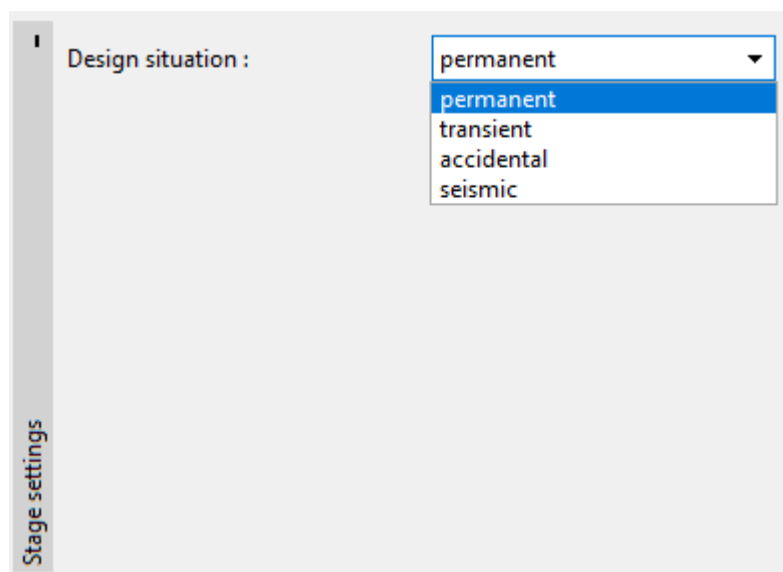 Design situation :
permanent
permanent
transient
accidental
seismic
Stage settings